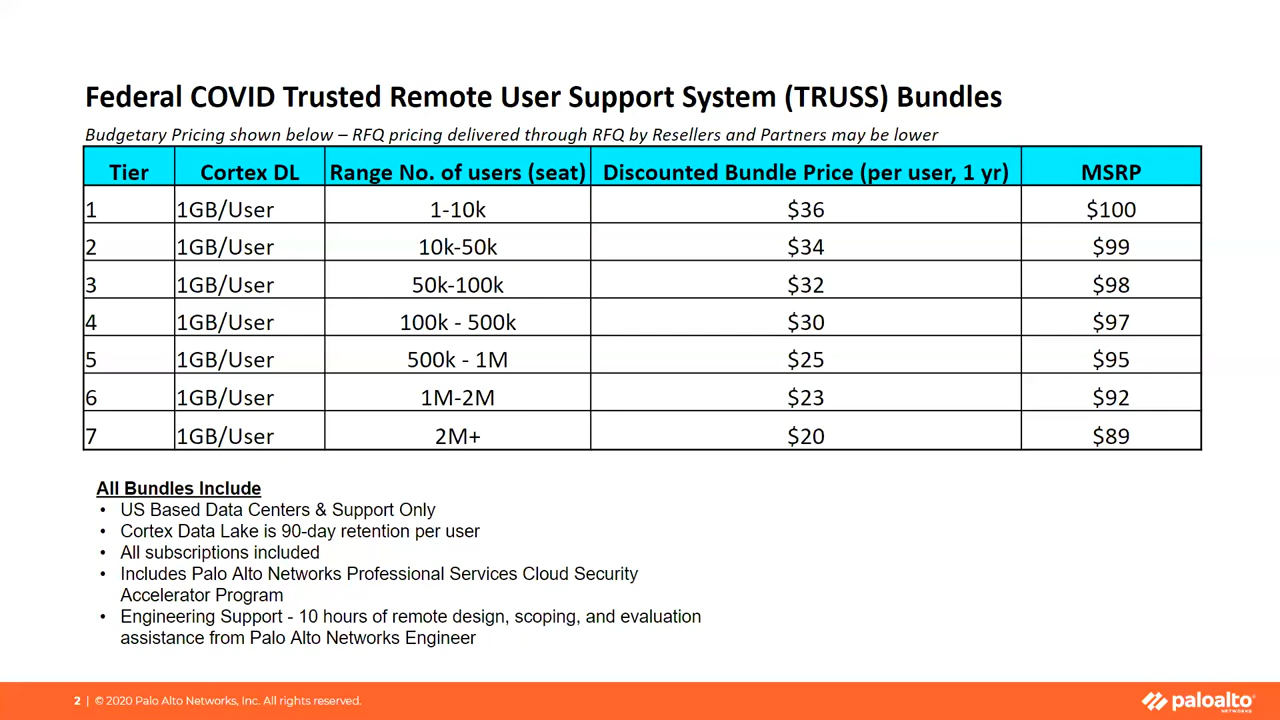 Federal COVID Trusted Remote User Support System (TRUSS) Bundles
Budgetary Pricing shown below – RFQ pricing delivered through RFQ by Resellers and Partners may be lower
Tier Cortex DL Range No. of users (seat) Discounted Bundle Price (per user, 1 yr) MSRP
1 1GB/User 1-10k $36 $100
2 1GB/User 10k-50k $34 $99
3 1GB/User 50k-100k $32 $98
4 1GB/User 100k - 500k $30 $97
5 1GB/User 500k - 1M $25 $95
6 1GB/User 1M-2M $23 $92
7 1GB/User 2M+ $20 $89
All Bundles Include
• US Based Data Centers & Support Only
• Cortex Data Lake is 90-day retention per user
• All subscriptions included
• Includes Palo Alto Networks Professional Services Cloud Security
Accelerator Program
• Engineering Support - 10 hours of remote design, scoping, and evaluation
assistance from Palo Alto Networks Engineer
2 | © 2020 Palo Alto Networks, Inc. All rights reserved.
paloalto
NETWORKS